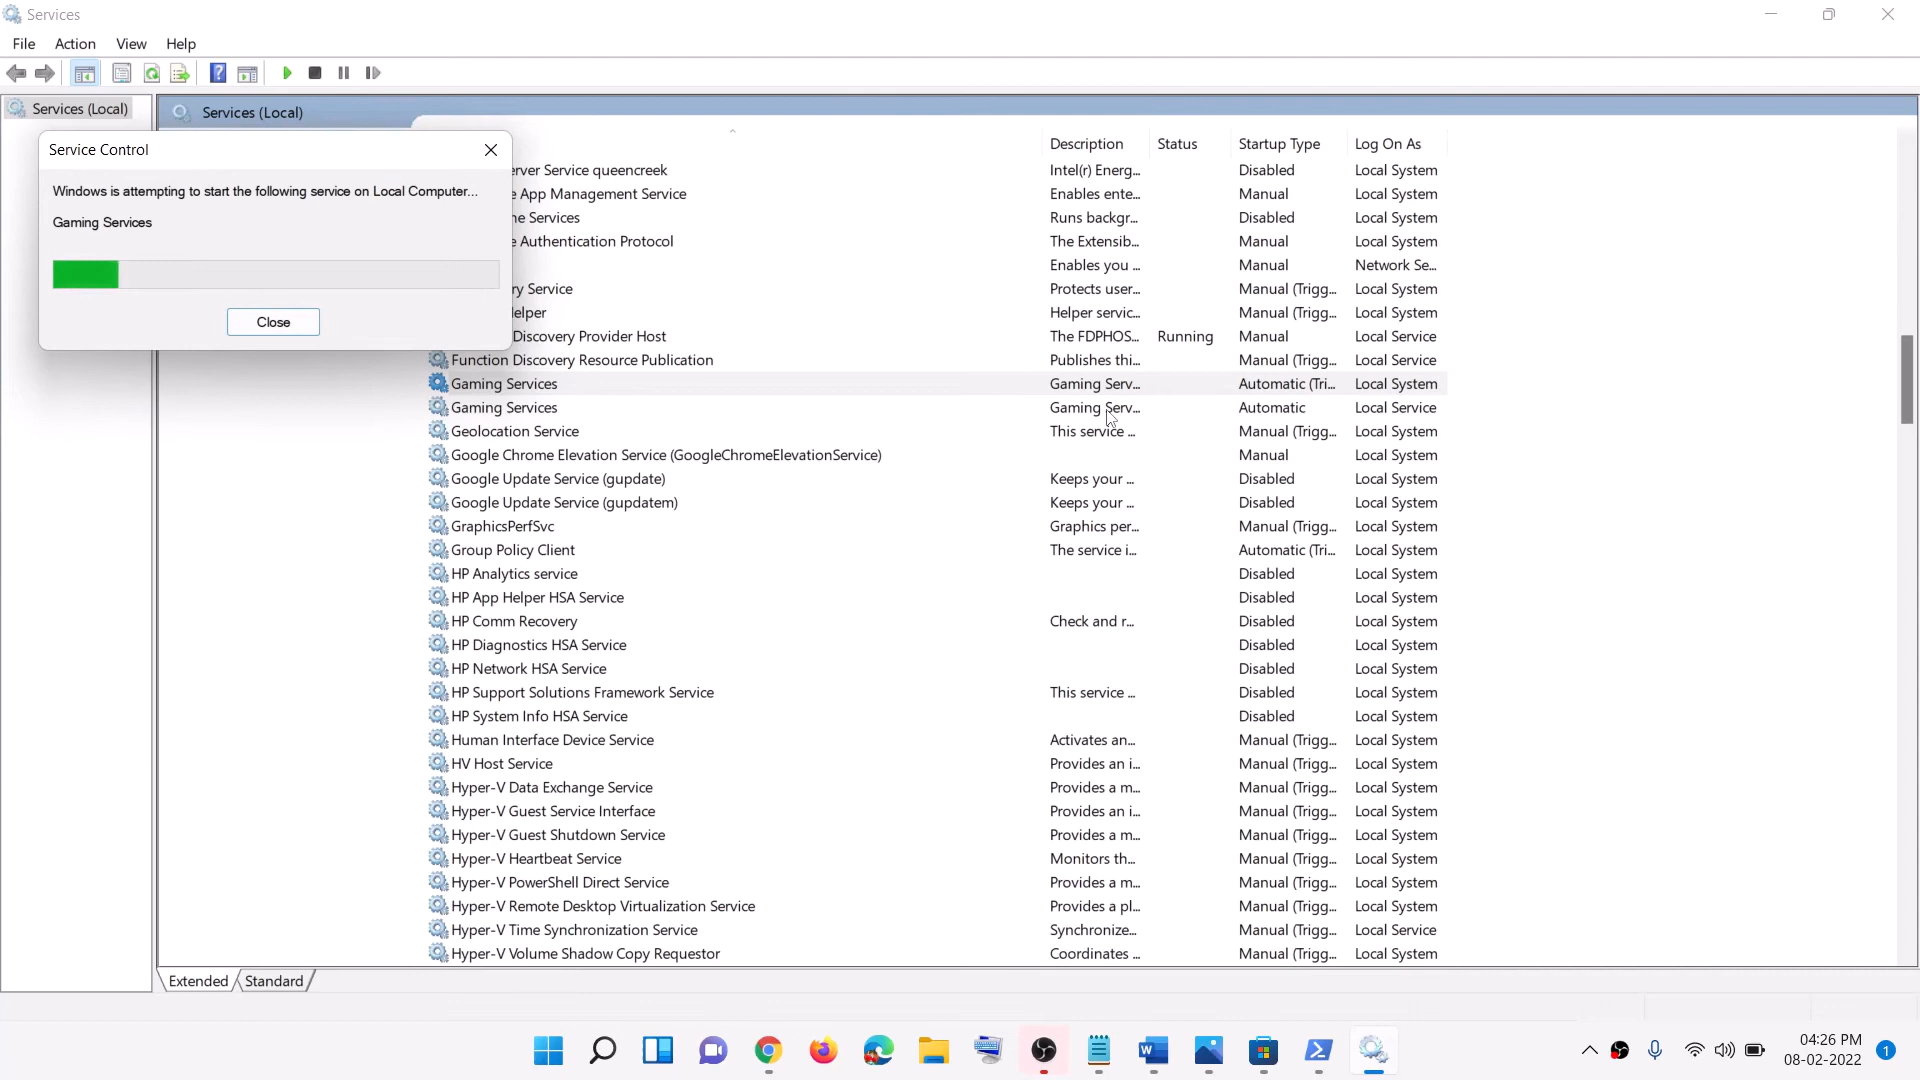 Services
File Action View Help
Services (Local)
Services (Local)
Service Control
Windows is attempting to start the following service on Local Computer...
Gaming Services
Close
Description Status Startup Type Log On As
erver Service queencreek Intel(r) Energ... Disabled Local System
e App Management Service Enables ente... Manual Local System
ne Services Runs backgr... Disabled Local System
e Authentication Protocol The Extensib... Manual Local System
Enables you ... Manual Network Se...
ry Service Protects user... Manual (Trigg... Local System
elper Helper servic... Manual (Trigg... Local System
Discovery Provider Host The FDPHOS... Running Manual Local Service
Function Discovery Resource Publication Publishes thi... Manual (Trigg... Local Service
Gaming Services Gaming Serv... Automatic (Tri... Local System
Gaming Services Gaming Serv... Automatic Local Service
Geolocation Service This service ... Manual (Trigg... Local System
Google Chrome Elevation Service (GoogleChromeElevationService) Manual Local System
Google Update Service (gupdate) Keeps your ... Disabled Local System
Google Update Service (gupdatem) Keeps your ... Disabled Local System
GraphicsPerfSvc Graphics per... Manual (Trigg... Local System
Group Policy Client The service i... Automatic (Tri... Local System
HP Analytics service Disabled Local System
HP App Helper HSA Service Disabled Local System
HP Comm Recovery Check and r... Disabled Local System
HP Diagnostics HSA Service Disabled Local System
HP Network HSA Service Disabled Local System
HP Support Solutions Framework Service This service ... Disabled Local System
HP System Info HSA Service Disabled Local System
Human Interface Device Service Activates an... Manual (Trigg... Local System
HV Host Service Provides an i... Manual (Trigg... Local System
Hyper-V Data Exchange Service Provides a m... Manual (Trigg... Local System
Hyper-V Guest Service Interface Provides an i... Manual (Trigg... Local System
Hyper-V Guest Shutdown Service Provides a m... Manual (Trigg... Local System
Hyper-V Heartbeat Service Monitors th... Manual (Trigg... Local System
Hyper-V PowerShell Direct Service Provides a m... Manual (Trigg... Local System
Hyper-V Remote Desktop Virtualization Service Provides a pl... Manual (Trigg... Local System
Hyper-V Time Synchronization Service Synchronize... Manual (Trigg... Local Service
Hyper-V Volume Shadow Copy Requestor Coordinates ... Manual (Trigg... Local System
Extended Standard
04:26 PM
08-02-2022
1